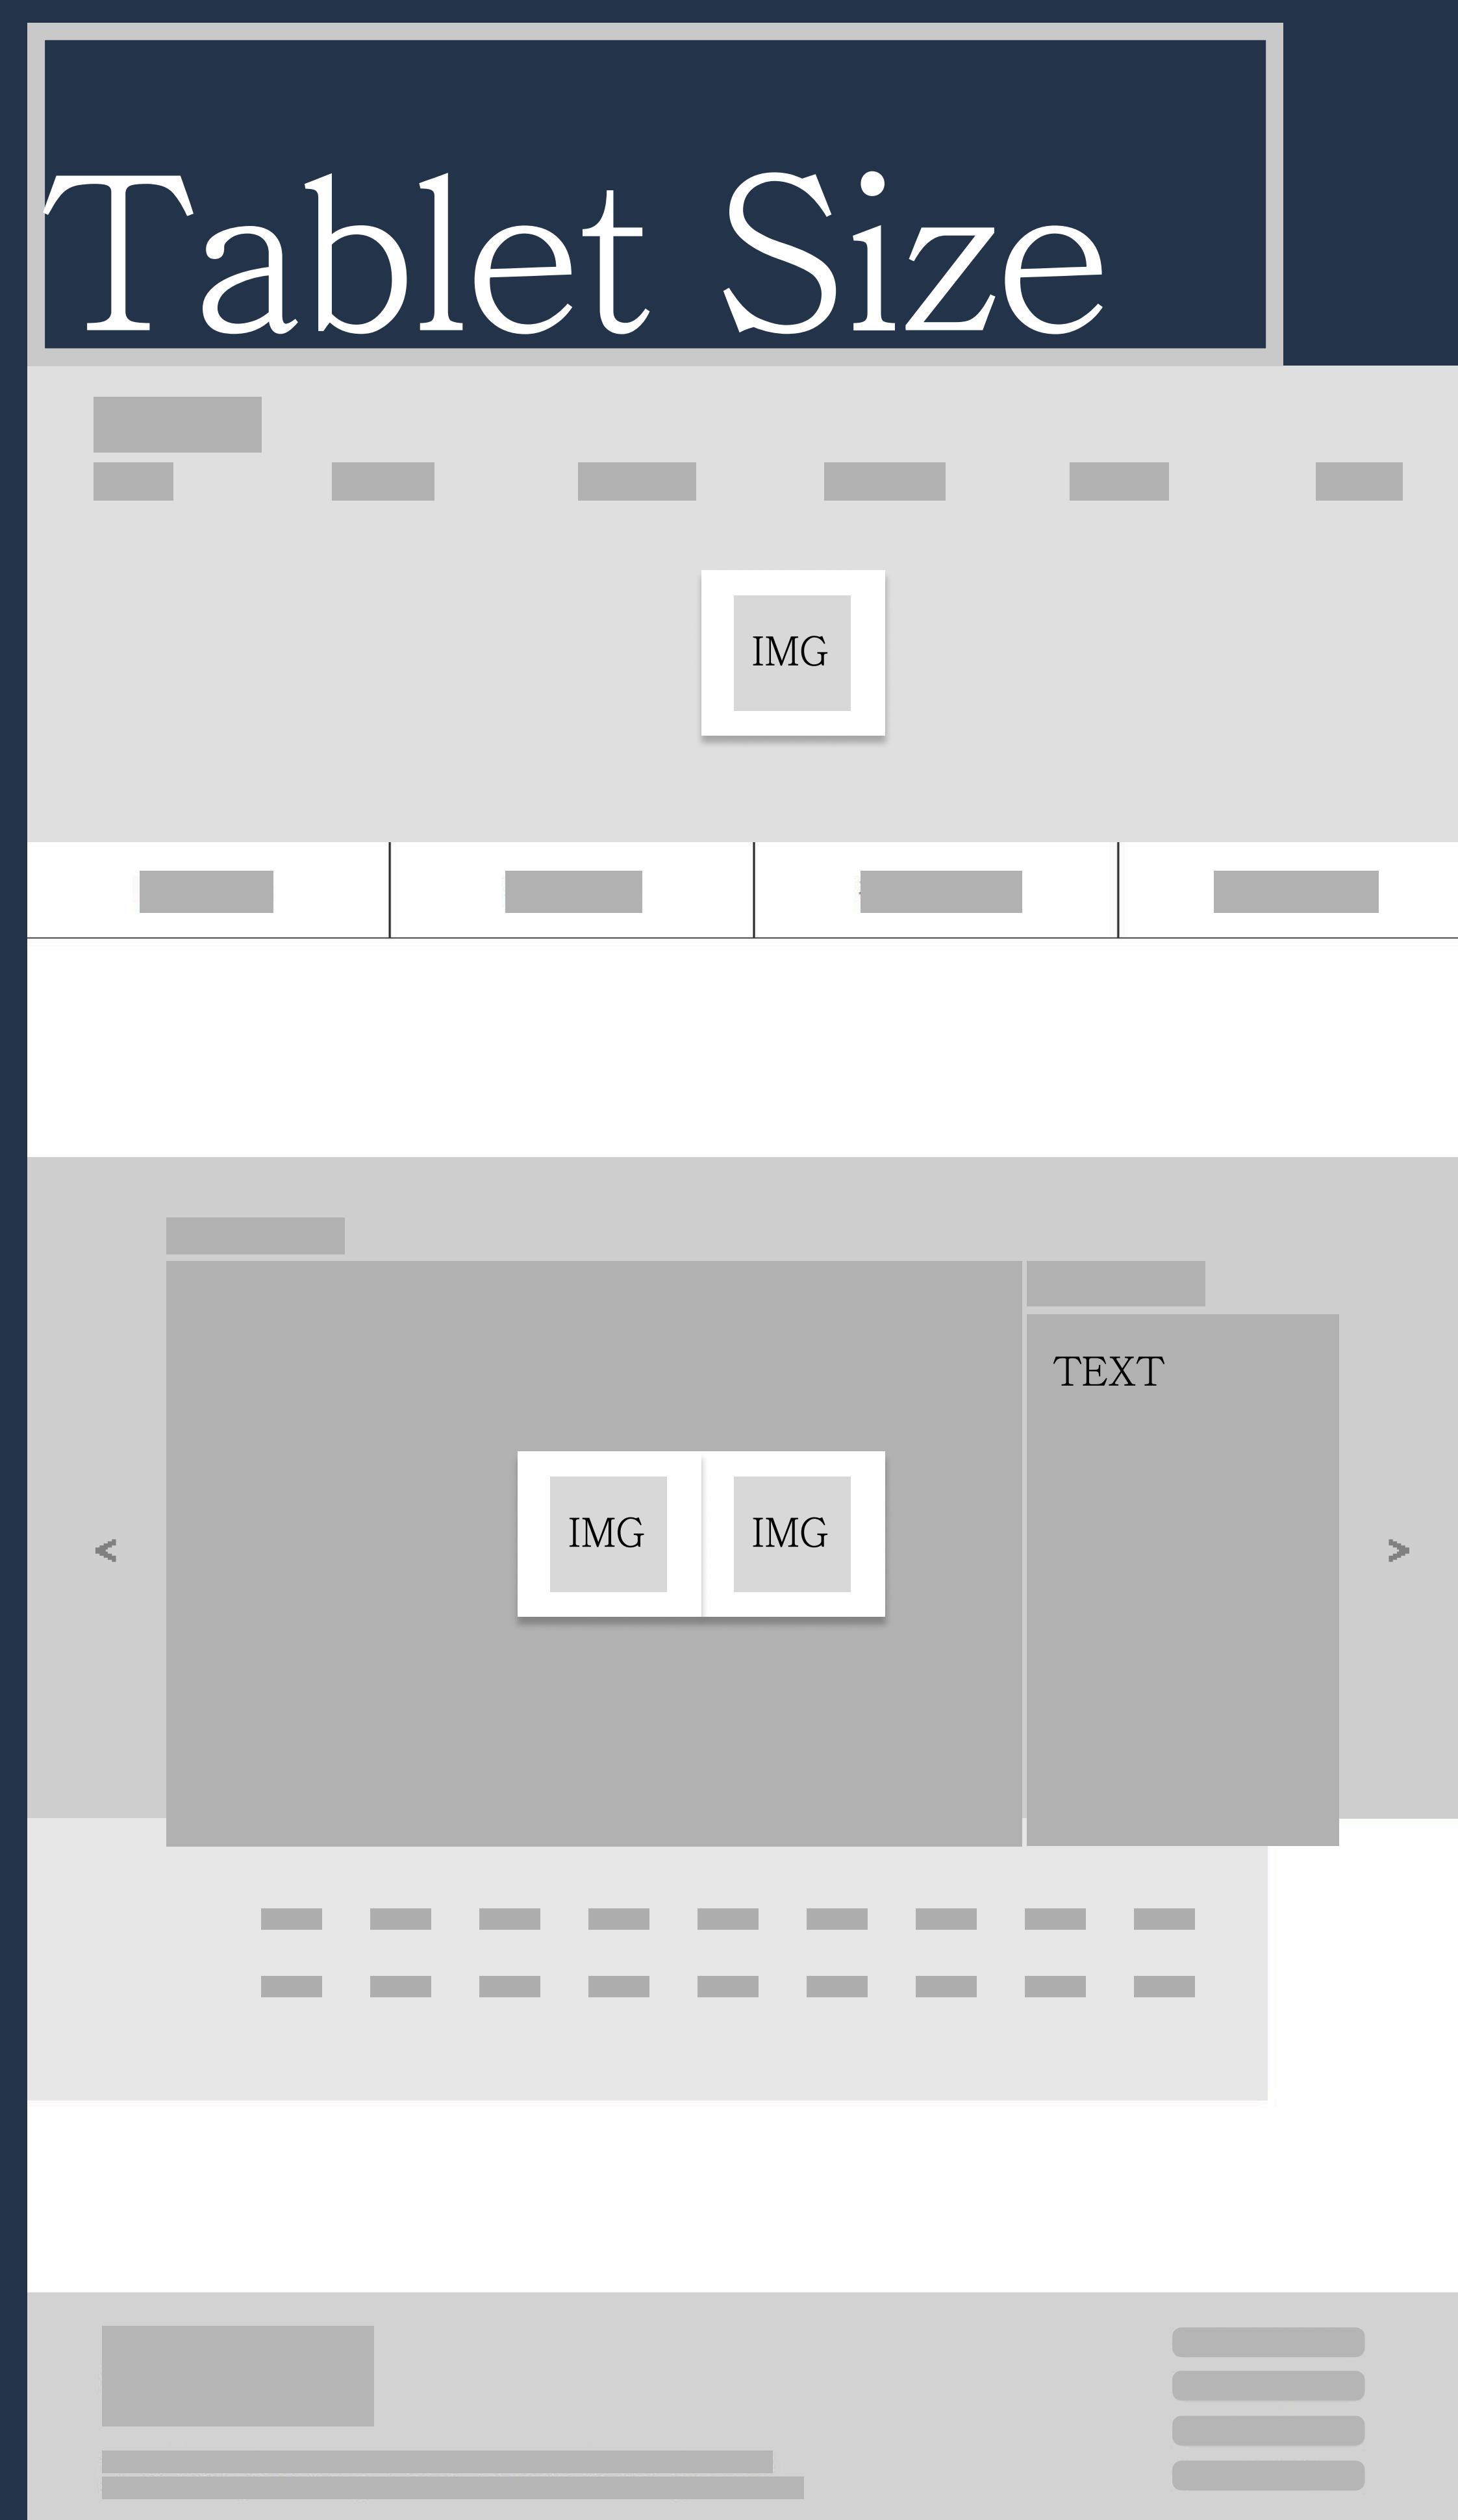 Tablet Size
IMG
TEXT
IMG IMG
< >